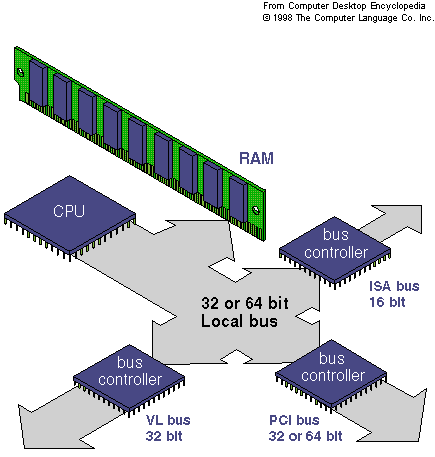 From Computer Desktop Encyclopedia
© 1998 The Computer Language Co. Inc.
RAM
CPU
bus
controller
ISA bus
16 bit
32 or 64 bit
Local bus
bus
controller
VL bus
32 bit
bus
controller
PCI bus
32 or 64 bit